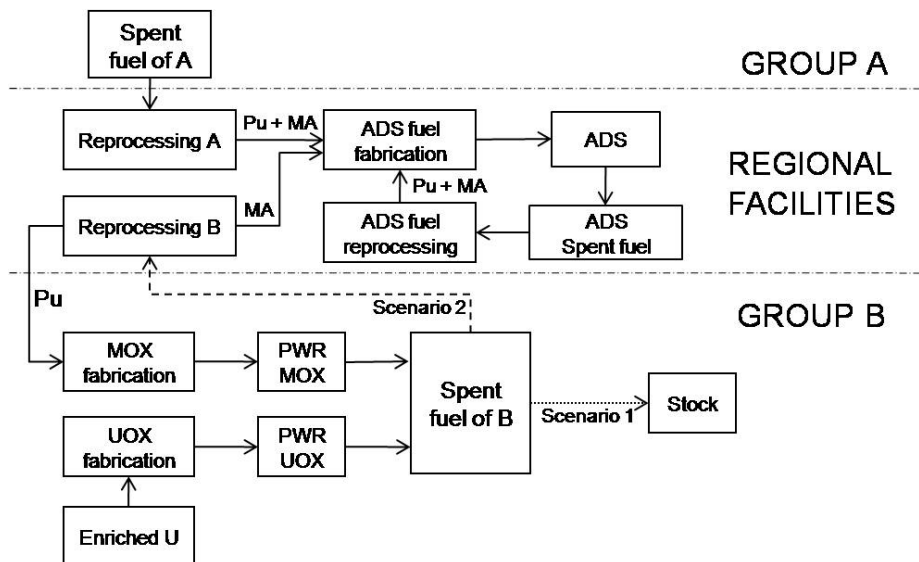 Spent
fuel of A
GROUP A
Reprocessing A
Pu + MA
ADS fuel
fabrication
ADS
REGIONAL
FACILITIES
Pu + MA
Reprocessing B
MA
ADS fuel
reprocessing
ADS
Spent fuel
Pu
Scenario 2
GROUP B
MOX
fabrication
PWR
MOX
Spent
fuel of B
Scenario 1
Stock
UOX
fabrication
PWR
UOX
Enriched U